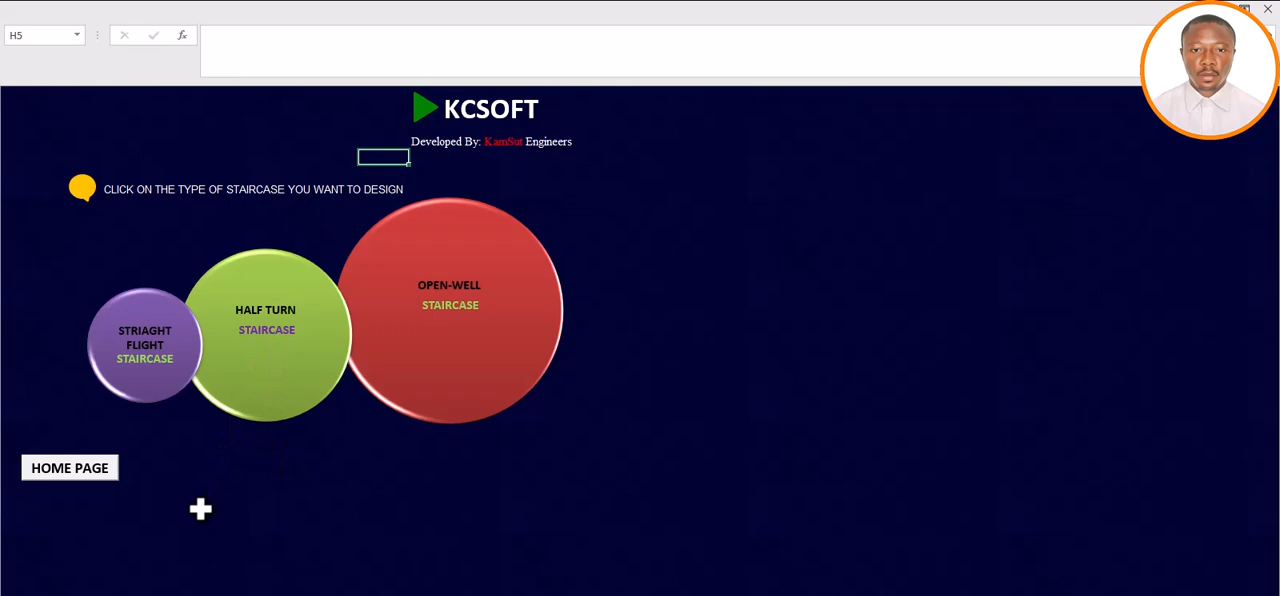 H5
fx
KCSOFT
Developed By: KamSut Engineers
CLICK ON THE TYPE OF STAIRCASE YOU WANT TO DESIGN
OPEN-WELL
STAIRCASE
HALF TURN
STAIRCASE
STRIAGHT
FLIGHT
STAIRCASE
HOME PAGE